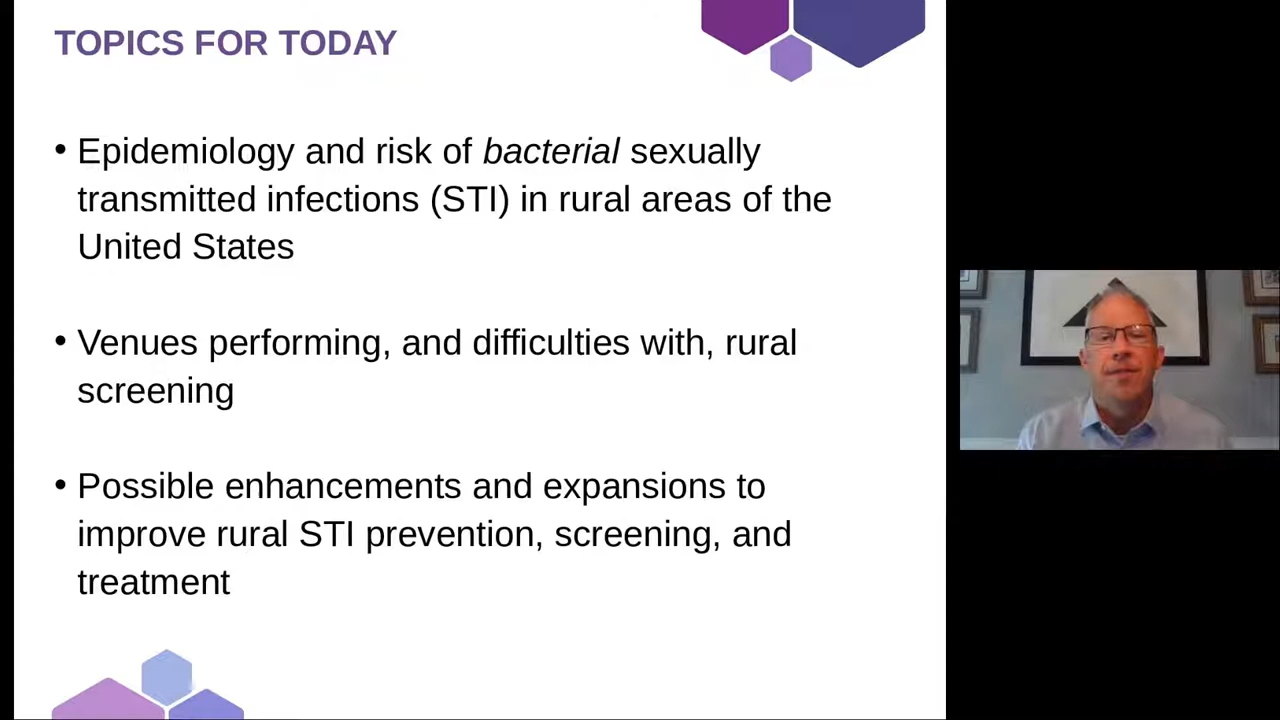 TOPICS FOR TODAY
• Epidemiology and risk of bacterial sexually
transmitted infections (STI) in rural areas of the
United States
• Venues performing, and difficulties with, rural
screening
• Possible enhancements and expansions to
improve rural STI prevention, screening, and
treatment